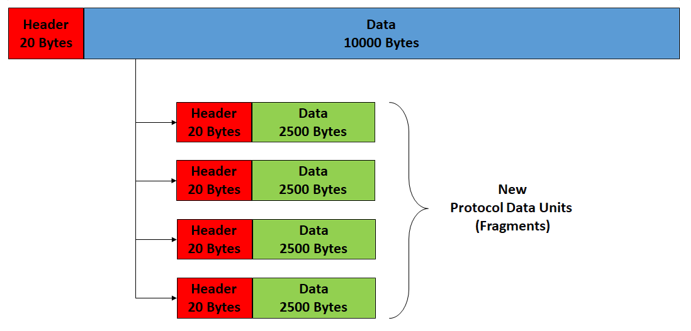 Header
20 Bytes
Data
10000 Bytes
Header
20 Bytes
Data
2500 Bytes
Header
20 Bytes
Data
2500 Bytes
Header
20 Bytes
Data
2500 Bytes
Header
20 Bytes
Data
2500 Bytes
New
Protocol Data Units
(Fragments)